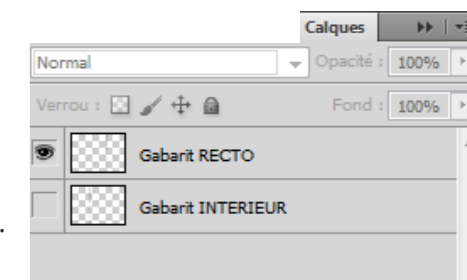 Calques
Normal Opacité : 100%
Verrou : Fond : 100%
Gabarit RECTO
Gabarit INTERIEUR
.